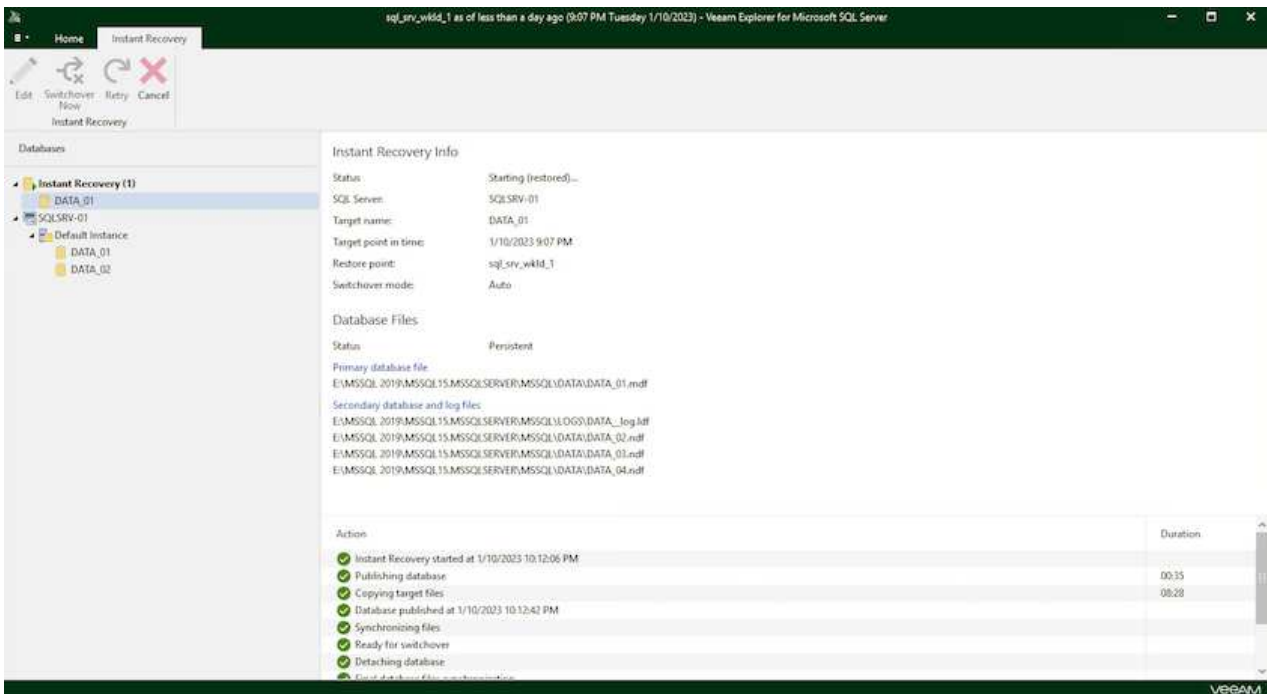 sql_srv_wkld_1 as of less than a day ago (9:07 PM Tuesday 1/10/2023) - Veeam Explorer for Microsoft SQL Server
Home Instant Recovery
Edit Switchover Now Retry Cancel
Instant Recovery
Databases
Instant Recovery (1)
DATA_01
SQLSRV-01
Default Instance
DATA_01
DATA_02
Instant Recovery Info
Status: Starting (restored)...
SQL Server: SQLSRV-01
Target name: DATA_01
Target point in time: 1/10/2023 9:07 PM
Restore point: sql_srv_wkld_1
Switchover mode: Auto
Database Files
Status: Persistent
Primary database file
E:\MSSQL 2019\MSSQL15.MSSQLSERVER\MSSQL\DATA\DATA_01.mdf
Secondary database and log files
E:\MSSQL 2019\MSSQL15.MSSQLSERVER\MSSQL\LOGS\DATA__log.ldf
E:\MSSQL 2019\MSSQL15.MSSQLSERVER\MSSQL\DATA\DATA_02.ndf
E:\MSSQL 2019\MSSQL15.MSSQLSERVER\MSSQL\DATA\DATA_03.ndf
E:\MSSQL 2019\MSSQL15.MSSQLSERVER\MSSQL\DATA\DATA_04.ndf
Action Duration
Instant Recovery started at 1/10/2023 10:12:06 PM
Publishing database 00:35
Copying target files 08:28
Database published at 1/10/2023 10:12:42 PM
Synchronizing files
Ready for switchover
Detaching database
Final database files synchronization
VEEAM